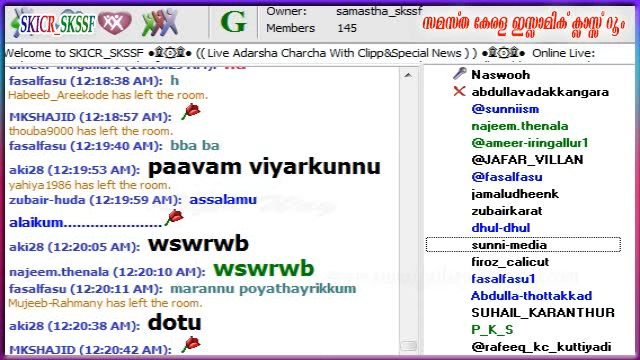 SKICR SKSSF
G
Owner: samastha_skssf
Members 145
സമസ്ത കേരള ഇസ്ലാമിക് ക്ലാസ്സ് റൂം
Welcome to SKICR_SKSSF ●۩۞۩● (( Live Adarsha Charcha With Clipp&Special News )) ●۩۞۩● Online Live:
fasalfasu (12:18:38 AM): h
Habeeb_Areekode has left the room.
MKSHAJID (12:18:57 AM):
thouba9000 has left the room.
fasalfasu (12:19:40 AM): bba ba
aki28 (12:19:53 AM): paavam viyarkunnu
yahiya1986 has left the room.
zubair-huda (12:19:59 AM): assalamu
alaikum......................
aki28 (12:20:05 AM): wswrwb
najeem.thenala (12:20:10 AM): wswrwb
fasalfasu (12:20:11 AM): marannu poyathayrikkum
Mujeeb-Rahmany has left the room.
aki28 (12:20:38 AM): dotu
MKSHAJID (12:20:42 AM):
Naswooh
abdullavadakkangara
@sunniism
najeem.thenala
@ameer-iringallur1
@JAFAR_VILLAN
@fasalfasu
jamaludheenk
zubairkarat
dhul-dhul
sunni-media
firoz_calicut
fasalfasu1
Abdulla-thottakkad
SUHAIL_KARANTHUR
P_K_S
@rafeeq_kc_kuttiyadi